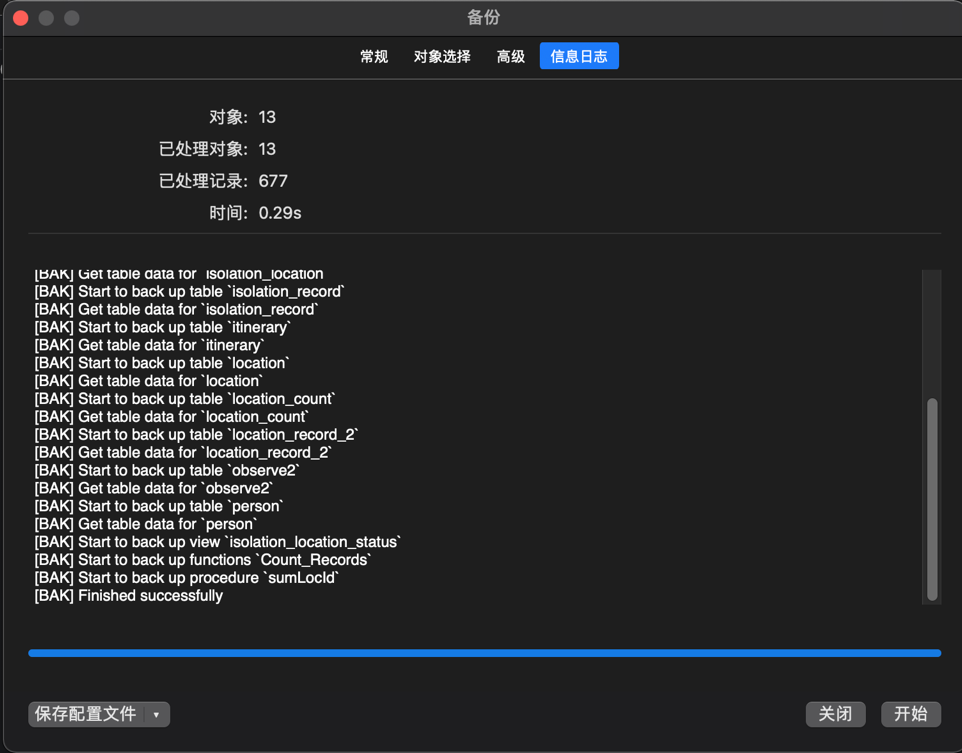 备份
常规 对象选择 高级 信息日志
对象: 13
已处理对象: 13
已处理记录: 677
时间: 0.29s
[BAK] Get table data for `isolation_location`
[BAK] Start to back up table `isolation_record`
[BAK] Get table data for `isolation_record`
[BAK] Start to back up table `itinerary`
[BAK] Get table data for `itinerary`
[BAK] Start to back up table `location`
[BAK] Get table data for `location`
[BAK] Start to back up table `location_count`
[BAK] Get table data for `location_count`
[BAK] Start to back up table `location_record_2`
[BAK] Get table data for `location_record_2`
[BAK] Start to back up table `observe2`
[BAK] Get table data for `observe2`
[BAK] Start to back up table `person`
[BAK] Get table data for `person`
[BAK] Start to back up view `isolation_location_status`
[BAK] Start to back up functions `Count_Records`
[BAK] Start to back up procedure `sumLocId`
[BAK] Finished successfully
保存配置文件 关闭 开始